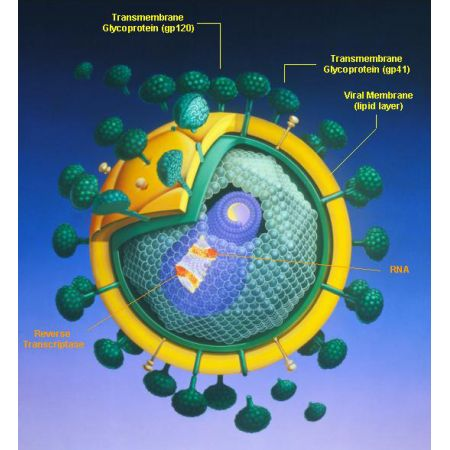 Transmembrane
Glycoprotein (gp120)
Transmembrane
Glycoprotein (gp41)
Viral Membrane
(lipid layer)
RNA
Reverse
Transcriptase